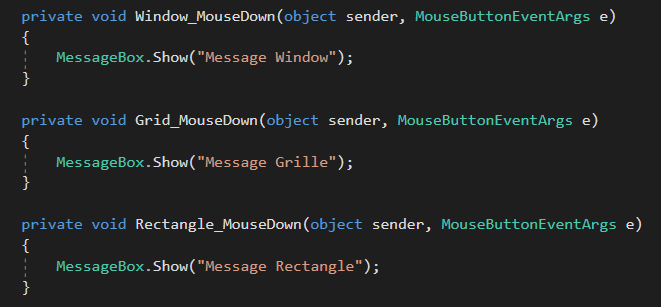 private void Window_MouseDown(object sender, MouseButtonEventArgs e)
{
MessageBox.Show("Message Window");
}
private void Grid_MouseDown(object sender, MouseButtonEventArgs e)
{
MessageBox.Show("Message Grille");
}
private void Rectangle_MouseDown(object sender, MouseButtonEventArgs e)
{
MessageBox.Show("Message Rectangle");
}